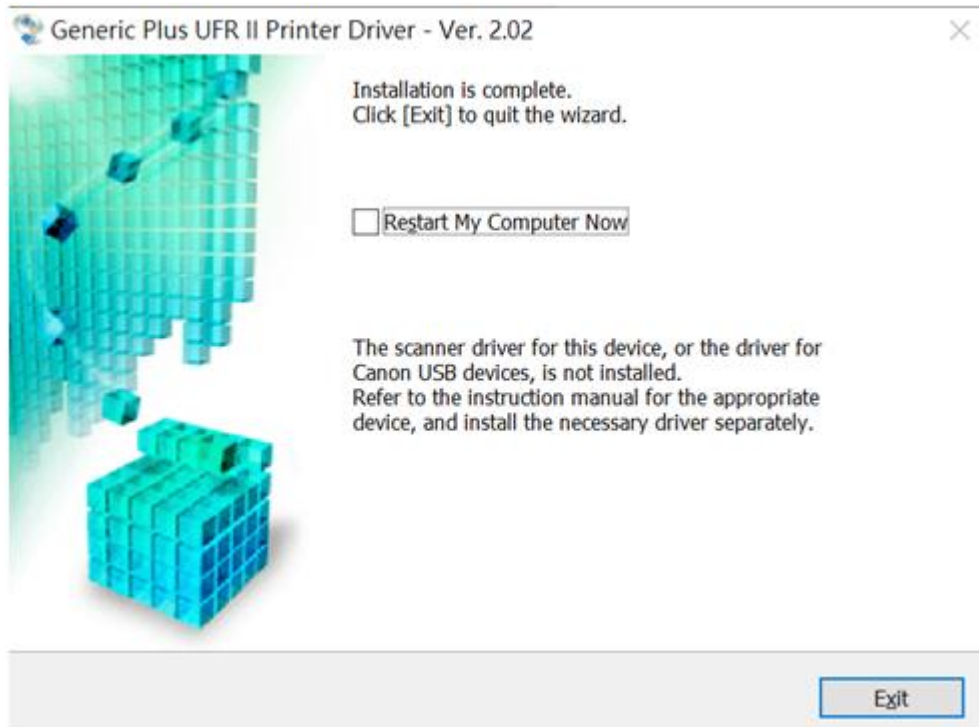 Generic Plus UFR II Printer Driver - Ver. 2.02
Installation is complete.
Click [Exit] to quit the wizard.
Restart My Computer Now
The scanner driver for this device, or the driver for
Canon USB devices, is not installed.
Refer to the instruction manual for the appropriate
device, and install the necessary driver separately.
Exit